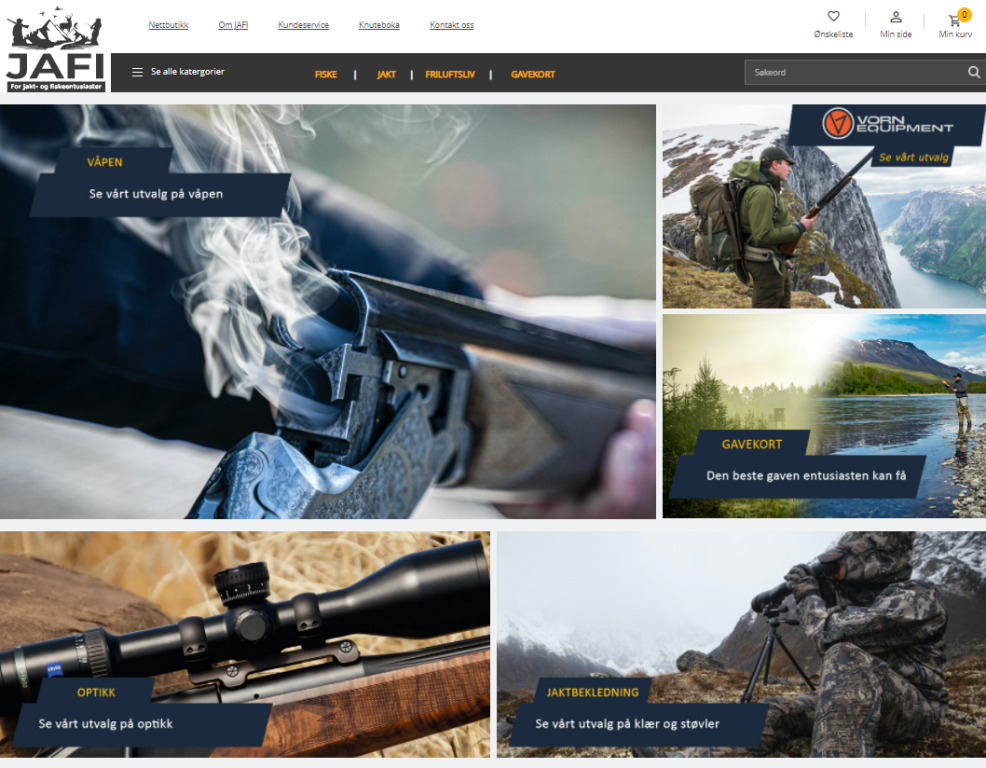 Nettbutikk Om JAFI Kundeservice Knuteboka Kontakt oss
Ønskeliste Min side Min kurv
0
JAFI
For jakt- og fiskeentusiaster
Se alle katergorier
FISKE | JAKT | FRILUFTSLIV | GAVEKORT
Søkeord
VÅPEN
Se vårt utvalg på våpen
VORN
EQUIPMENT
Se vårt utvalg
GAVEKORT
Den beste gaven entusiasten kan få
OPTIKK
Se vårt utvalg på optikk
JAKTBEKLEDNING
Se vårt utvalg på klær og støvler